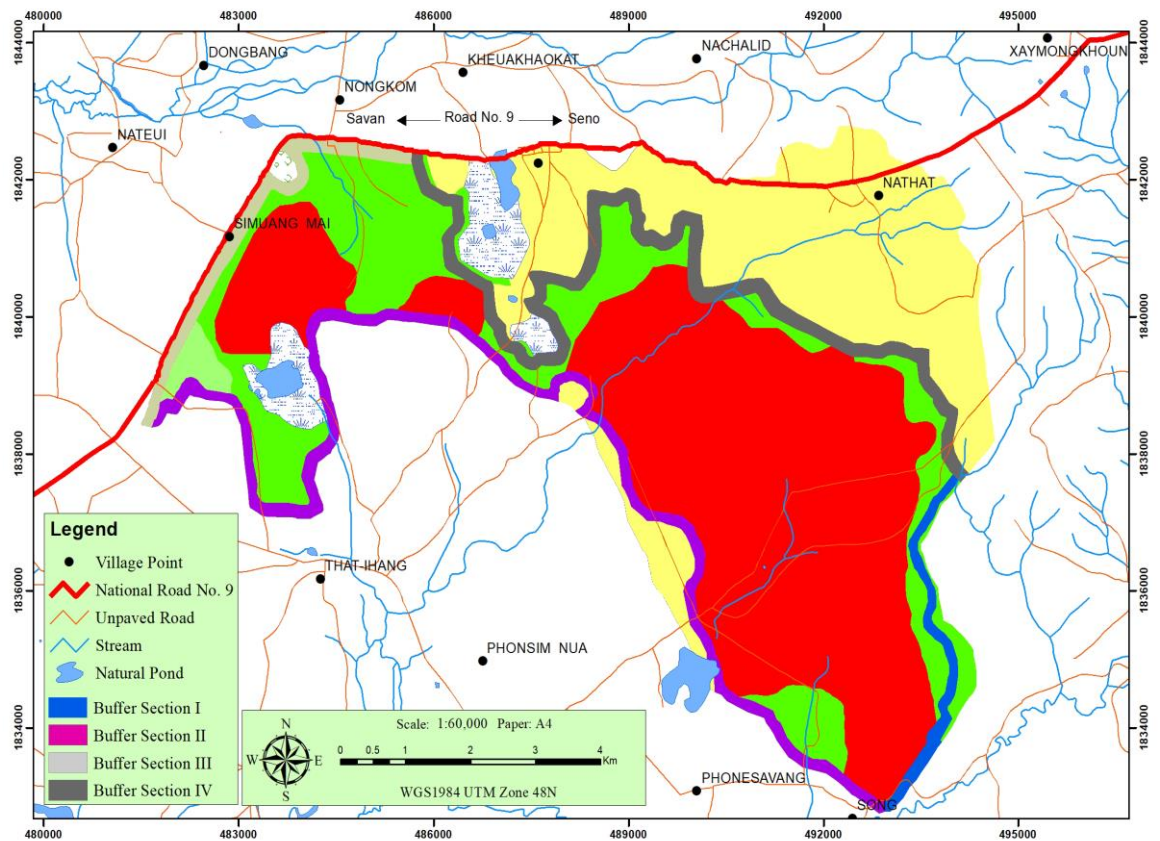 480000 483000 486000 489000 492000 495000
1844000 1844000
DONGBANG
KHEUAKHAOKAT
NACHALID
XAYMONGKHOUN
NONGKOM
Savan Road No. 9 Seno
NATEUI
1842000 1842000
NATHAT
SIMUANG MAI
1840000 1840000
1838000 1838000
Legend
Village Point
National Road No. 9
Unpaved Road
Stream
Natural Pond
Buffer Section I
Buffer Section II
Buffer Section III
Buffer Section IV
THAT-IHANG
1836000 1836000
PHONSIM NUA
Scale: 1:60,000 Paper: A4
N
W E
S
0 0.5 1 2 3 4
Km
WGS1984 UTM Zone 48N
1834000 1834000
PHONESAVANG
SONG
480000 483000 486000 489000 492000 495000